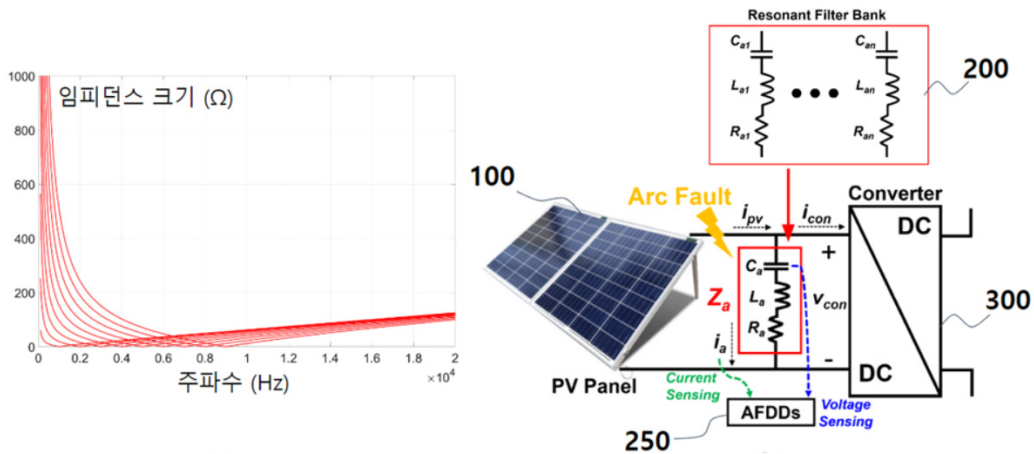 임피던스 크기 (Ω)
1000
800
600
400
200
0
0
0.2
0.4
0.6
0.8
1
1.2
1.4
1.6
1.8
2
×10⁴
주파수 (Hz)
Resonant Filter Bank
Ca1
La1
Ra1
Can
Lan
Ran
200
100
Arc Fault
ipv
icon
Converter
DC
DC
+
vcon
-
Ca
La
Ra
Za
ia
300
PV Panel
Current
Sensing
AFDDs
Voltage
Sensing
250